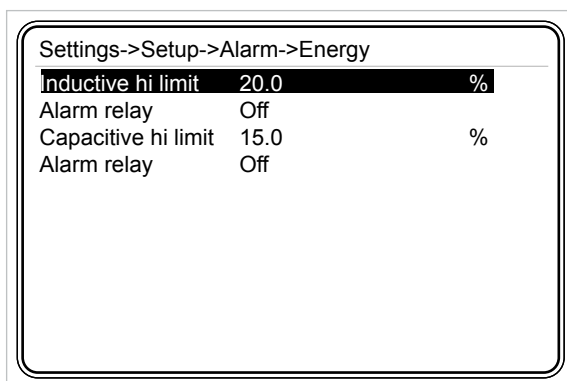 Settings->Setup->Alarm->Energy
Inductive hi limit 20.0 %
Alarm relay Off
Capacitive hi limit 15.0 %
Alarm relay Off